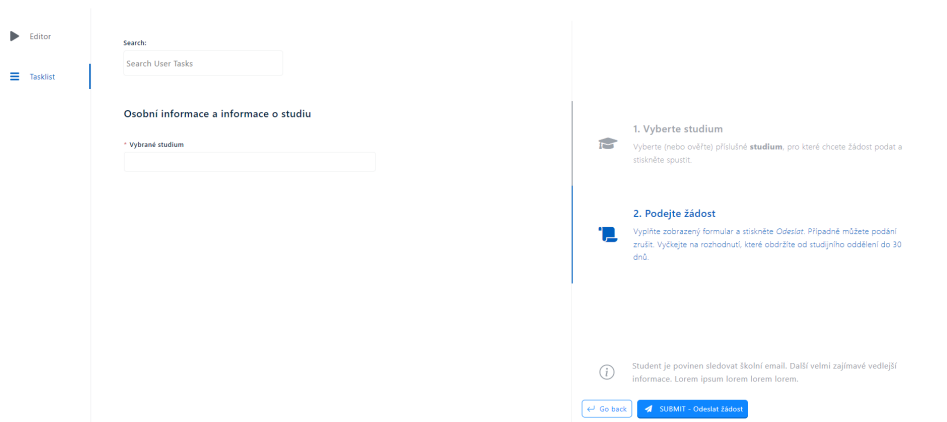 Editor
Tasklist
Search:
Search User Tasks
Osobní informace a informace o studiu
* Vybrané studium
1. Vyberte studium
Vyberte (nebo ověřte) příslušné studium, pro které chcete žádost podat a
stiskněte spustit.
2. Podejte žádost
Vyplňte zobrazený formular a stiskněte Odeslat. Případně můžete podání
zrušit. Vyčkejte na rozhodnutí, které obdržíte od studijního oddělení do 30
dnů.
Student je povinen sledovat školní email. Další velmi zajímavé vedlejší
informace. Lorem ipsum lorem lorem lorem.
Go back
SUBMIT - Odeslat žádost